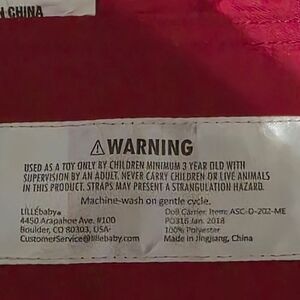 N CHINA
⚠WARNING
USED AS A TOY ONLY BY CHILDREN MINIMUM 3 YEAR OLD WITH
SUPERVISION BY AN ADULT. NEVER CARRY CHILDREN OR LIVE ANIMALS
IN THIS PRODUCT. STRAPS MAY PRESENT A STRANGULATION HAZARD.
Machine-wash on gentle cycle.
LILLÉbaby®
4450 Arapahoe Ave. #100
Boulder, CO 80303, USA
CustomerService@lillebaby.com
Doll Carrier Item: ASC-D-202-ME
PO316 Jan. 2018
100% Polyester
Made in Jingjiang, China